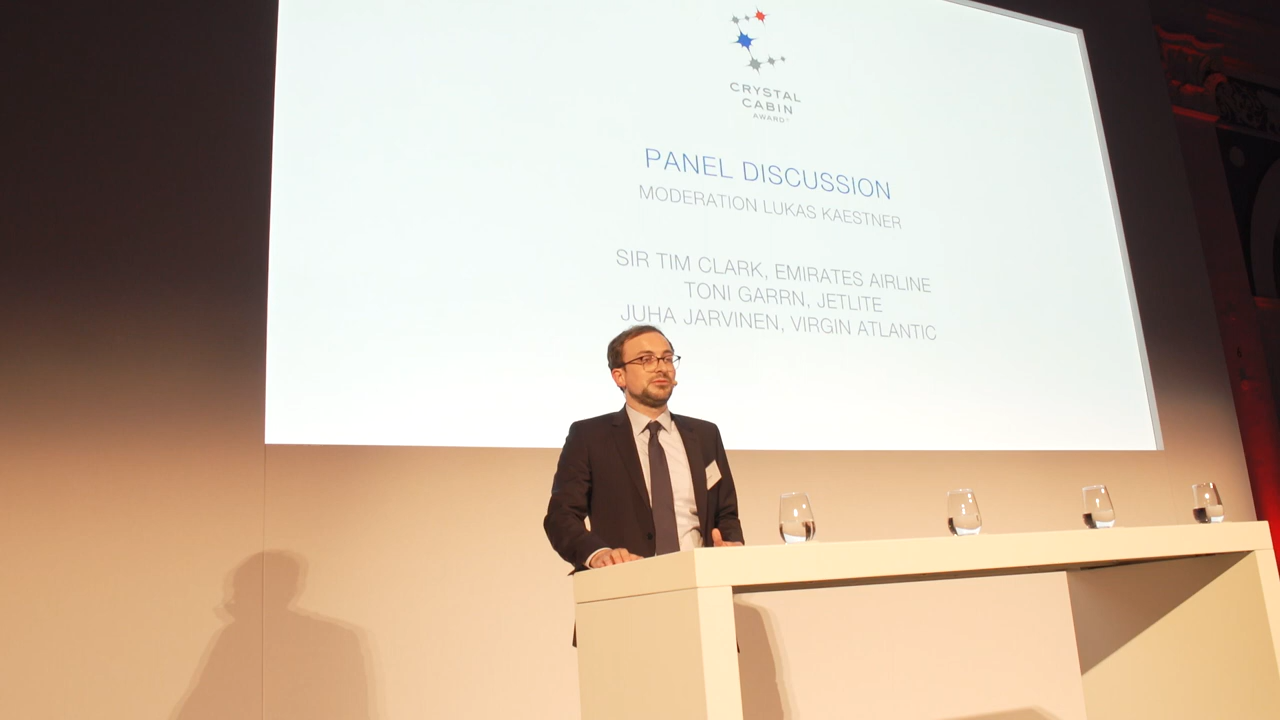 CRYSTAL
CABIN
AWARD®
PANEL DISCUSSION
MODERATION LUKAS KAESTNER
SIR TIM CLARK, EMIRATES AIRLINE
TONI GARRN, JETLITE
JUHA JARVINEN, VIRGIN ATLANTIC